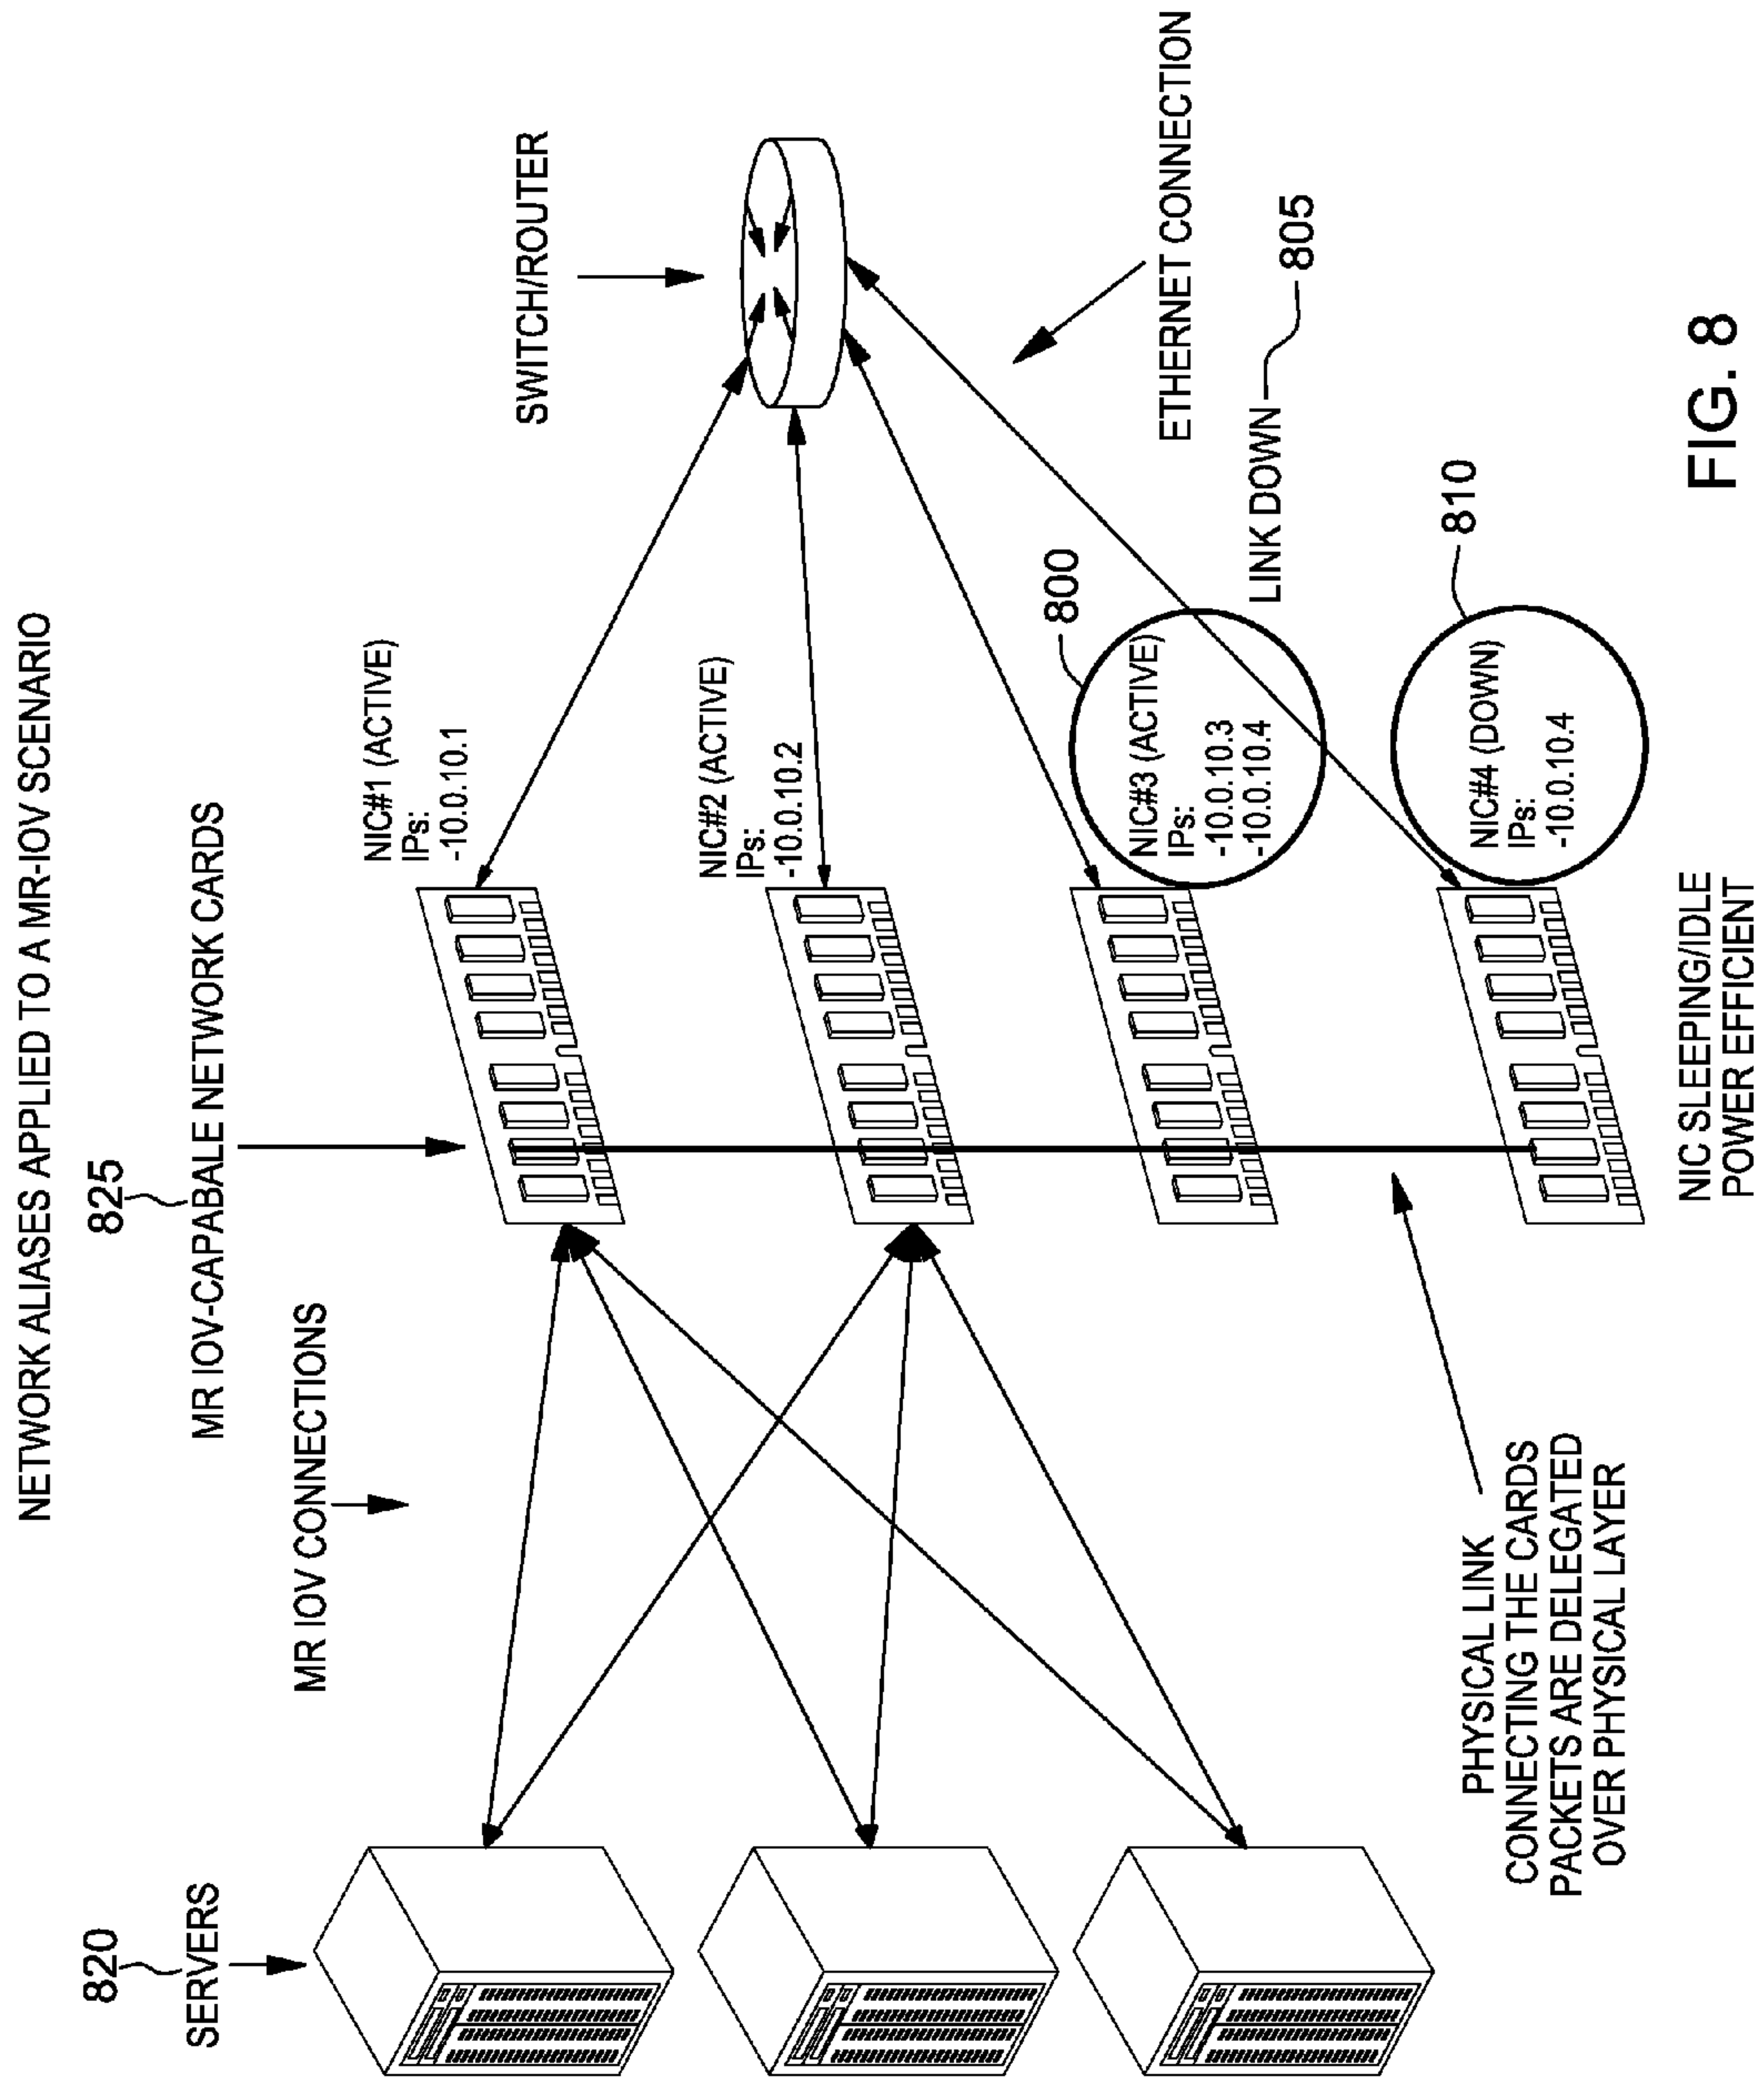 NETWORK ALIASES APPLIED TO A MR-IOV SCENARIO
825
MR IOV-CAPABALE NETWORK CARDS
820
SERVERS
MR IOV CONNECTIONS
SWITCH/ROUTER
NIC#1 (ACTIVE)
IPs:
-10.0.10.1
NIC#2 (ACTIVE)
IPs:
-10.0.10.2
800
NIC#3 (ACTIVE)
IPs:
-10.0.10.3
-10.0.10.4
ETHERNET CONNECTION
LINK DOWN
805
810
NIC#4 (DOWN)
IPs:
-10.0.10.4
PHYSICAL LINK
CONNECTING THE CARDS
PACKETS ARE DELEGATED
OVER PHYSICAL LAYER
NIC SLEEPING/IDLE
POWER EFFICIENT
FIG. 8